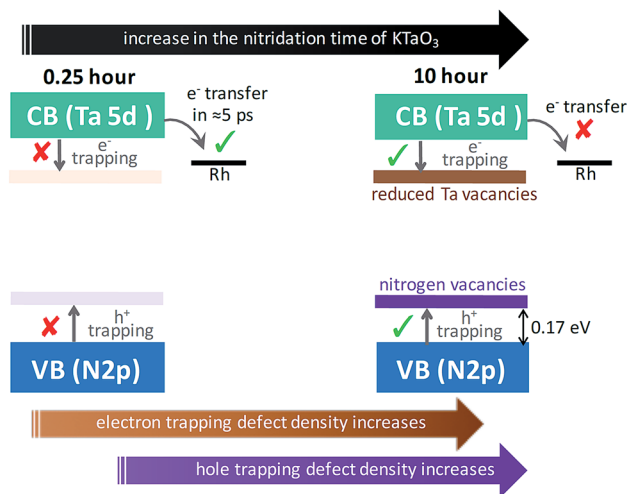 increase in the nitridation time of KTaO₃
0.25 hour
10 hour
CB (Ta 5d )
e⁻ transfer
in ≈5 ps
✓
✘
e⁻
trapping
Rh
CB (Ta 5d )
e⁻ transfer
✘
✓
e⁻
trapping
Rh
reduced Ta vacancies
✘
h⁺
trapping
VB (N2p)
nitrogen vacancies
✓
h⁺
trapping
0.17 eV
VB (N2p)
electron trapping defect density increases
hole trapping defect density increases